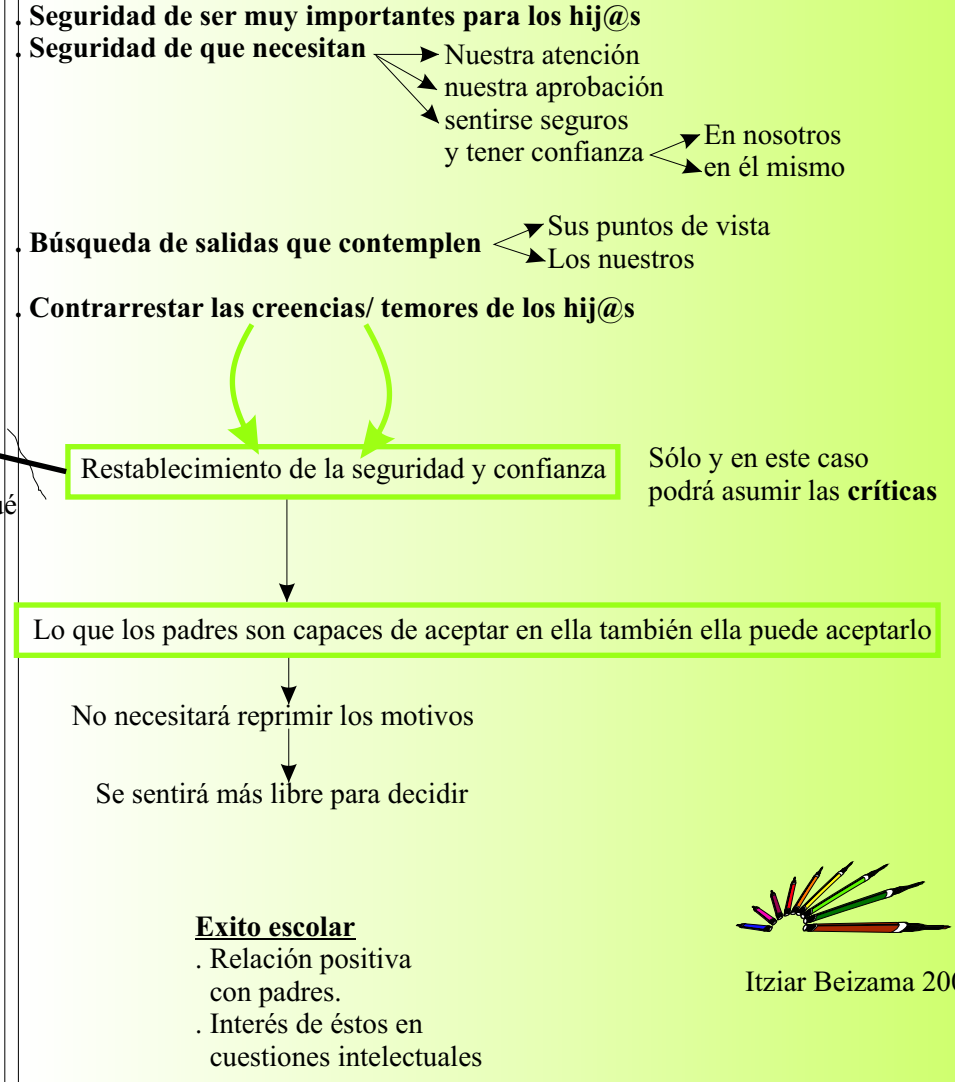 . Seguridad de ser muy importantes para los hij@s
. Seguridad de que necesitan
Nuestra atención
nuestra aprobación
sentirse seguros
y tener confianza
En nosotros
en él mismo
. Búsqueda de salidas que contemplen
Sus puntos de vista
Los nuestros
. Contrarrestar las creencias/ temores de los hij@s
Restablecimiento de la seguridad y confianza
Sólo y en este caso
podrá asumir las críticas
Lo que los padres son capaces de aceptar en ella también ella puede aceptarlo
No necesitará reprimir los motivos
Se sentirá más libre para decidir
Exito escolar
. Relación positiva
con padres.
. Interés de éstos en
cuestiones intelectuales
Itziar Beizama